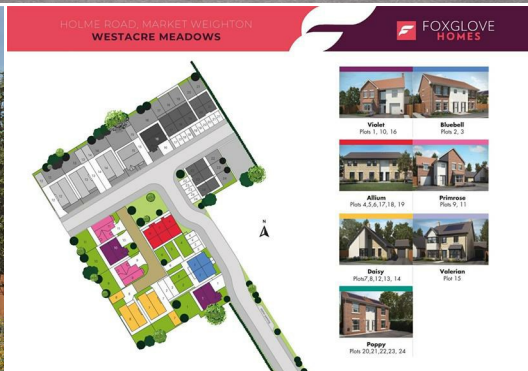 HOLME ROAD, MARKET WEIGHTON
WESTACRE MEADOWS
FOXGLOVE
HOMES
Violet
Plots 1, 10, 16
Bluebell
Plots 2, 3
Allium
Plots 4,5,6,17,18, 19
Primrose
Plots 9, 11
Daisy
Plots7,8,12,13, 14
Valerian
Plot 15
Poppy
Plots 20,21,22,23, 24
N